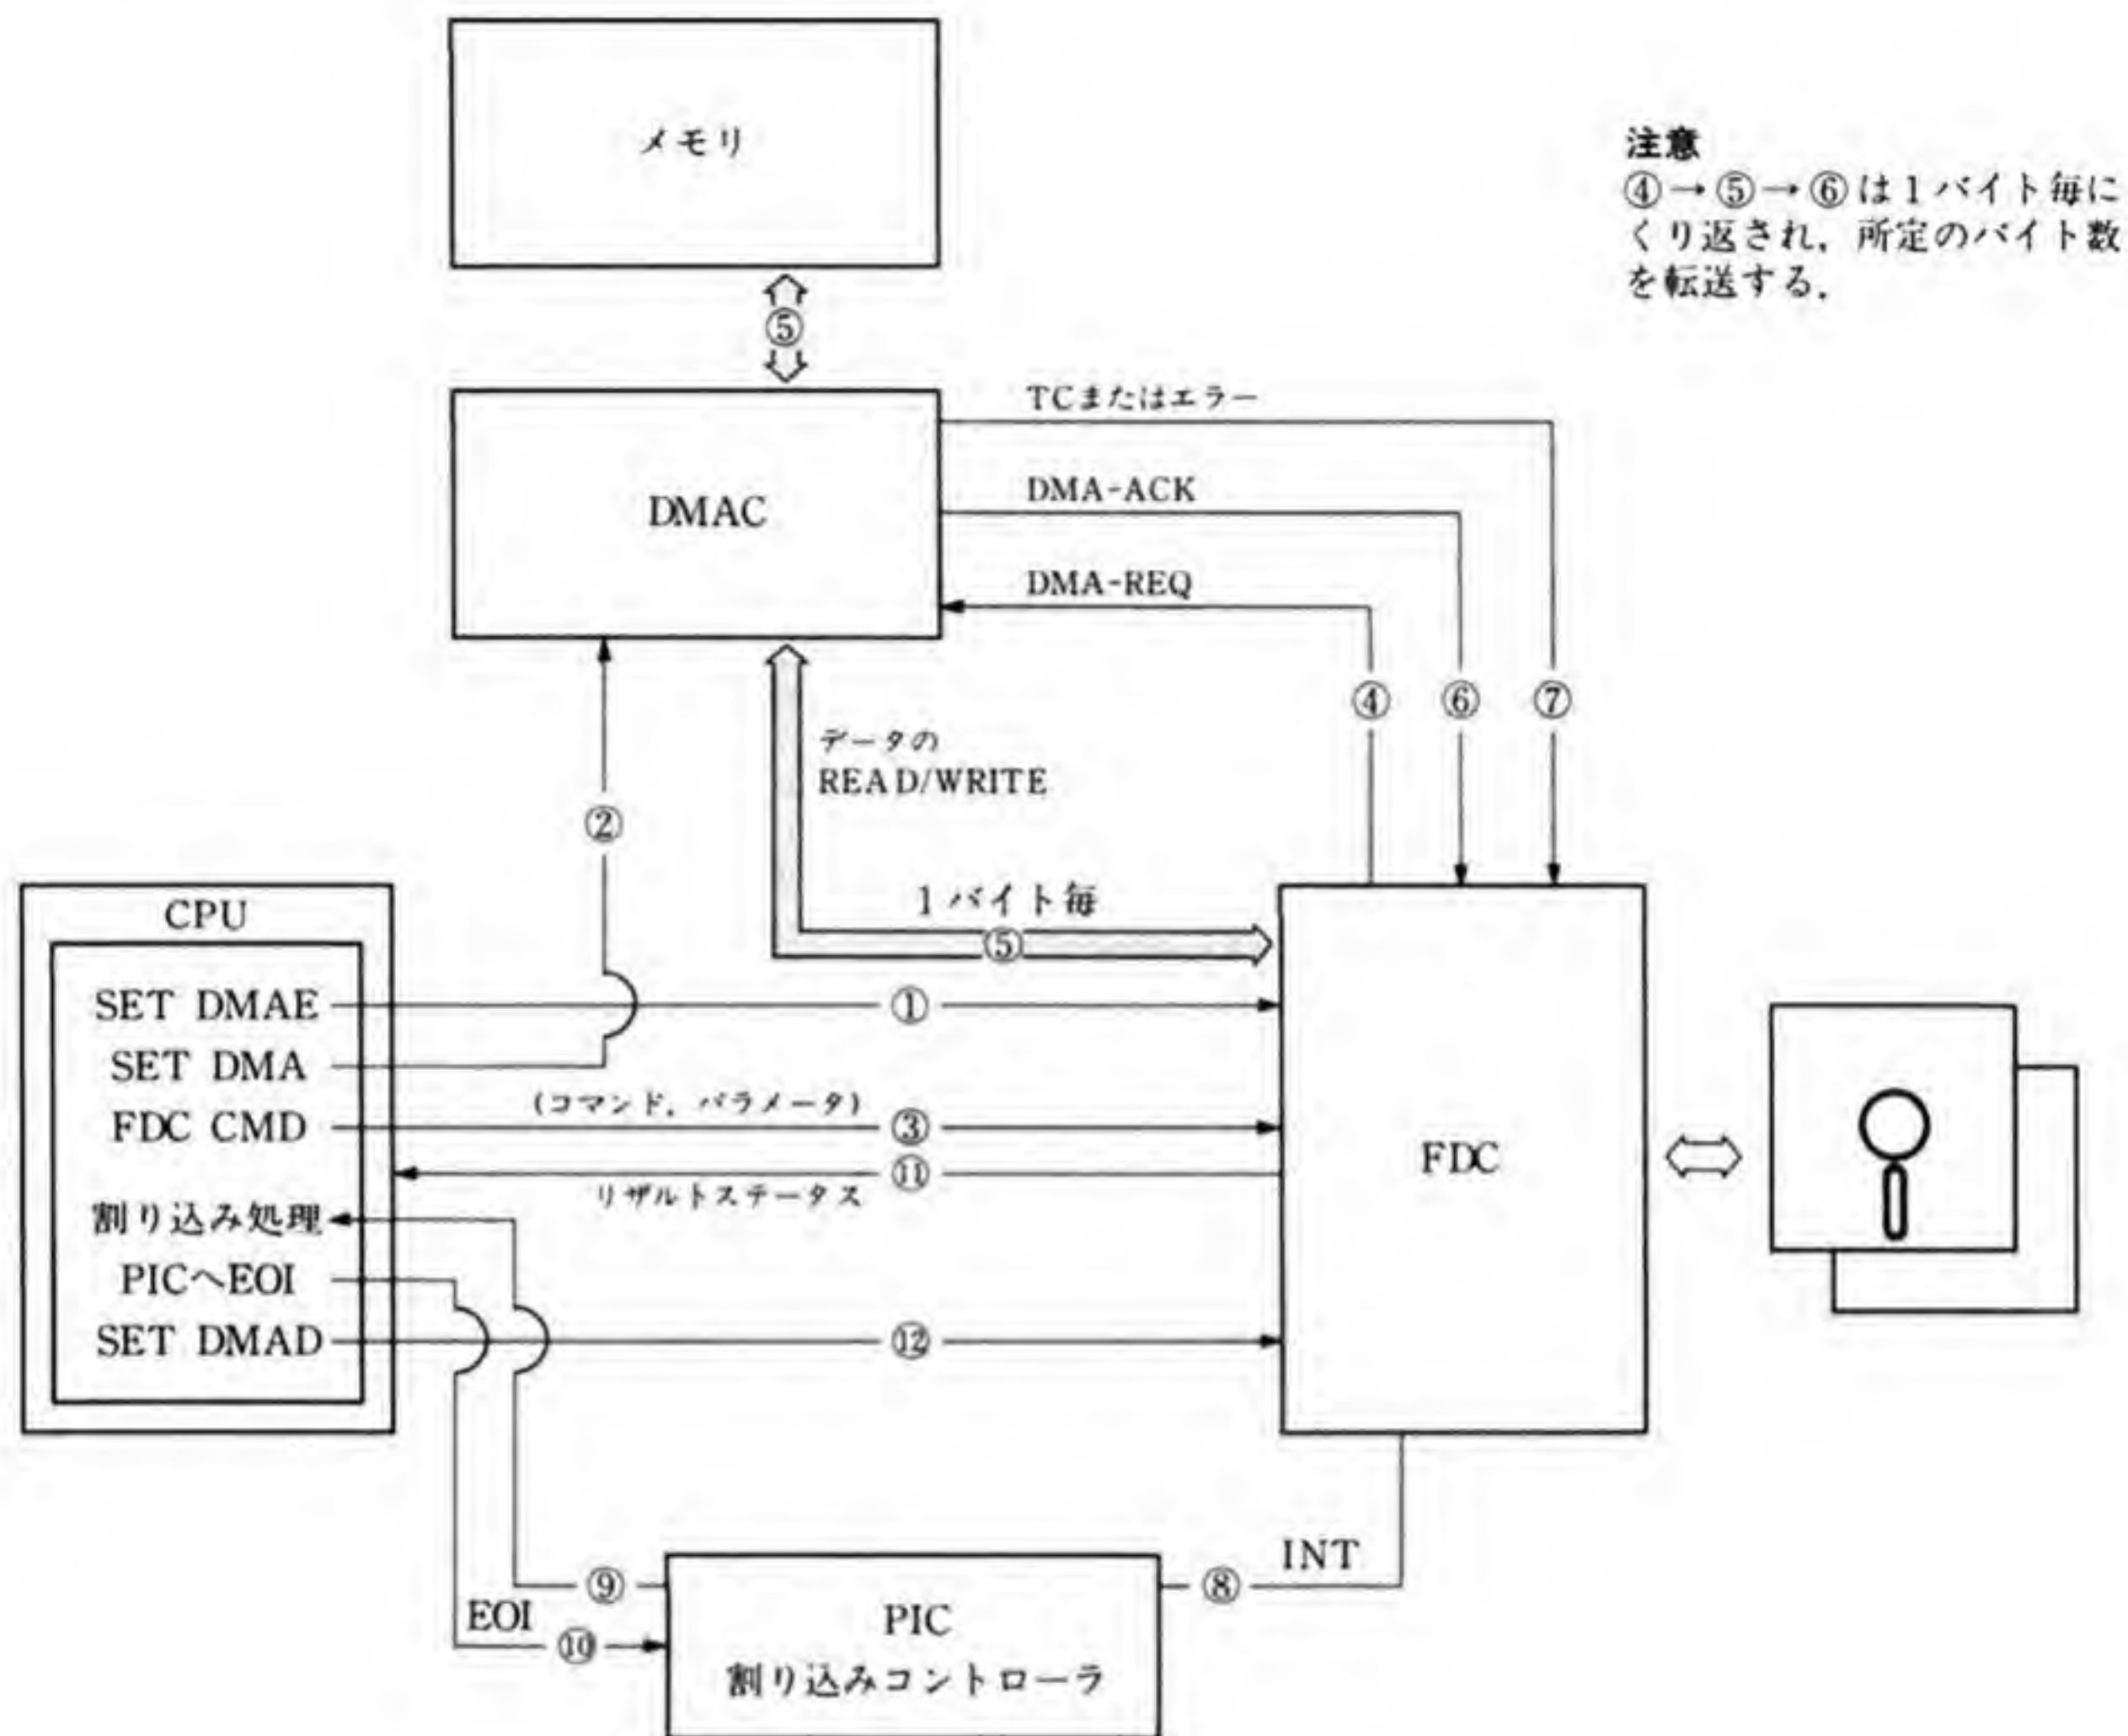 メモリ
注意
④→⑤→⑥は1バイト毎に
くり返され,所定のバイト数
を転送する.
⑤
TCまたはエラー
DMAC
DMA-ACK
DMA-REQ
④
⑥
⑦
データの
READ/WRITE
②
1バイト毎
⑤
CPU
SET DMAE
①
SET DMA
(コマンド,パラメータ)
FDC CMD
③
FDC
⑪
リザルトステータス
割り込み処理
PICへEOI
SET DMAD
⑫
INT
⑨
⑧
EOI
⑩
PIC
割り込みコントローラ